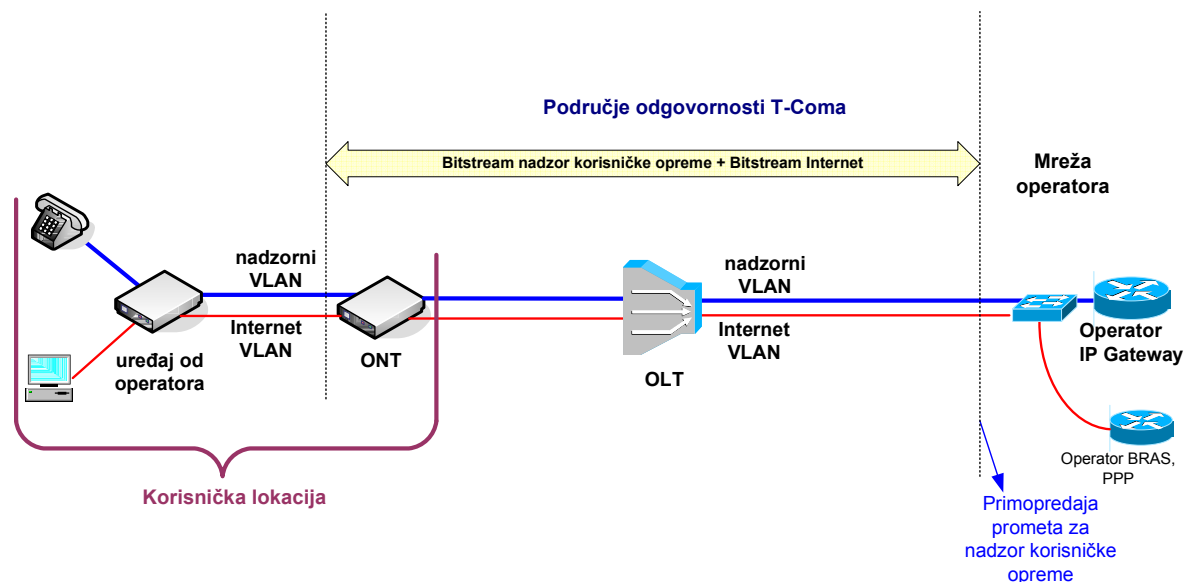 Područje odgovornosti T-Coma
Bitstream nadzor korisničke opreme + Bitstream Internet
Mreža
operatora
nadzorni
VLAN
nadzorni
VLAN
Internet
VLAN
Internet
VLAN
uređaj od
operatora
ONT
OLT
Operator
IP Gateway
Operator BRAS,
PPP
Korisnička lokacija
Primopredaja
prometa za
nadzor korisničke
opreme